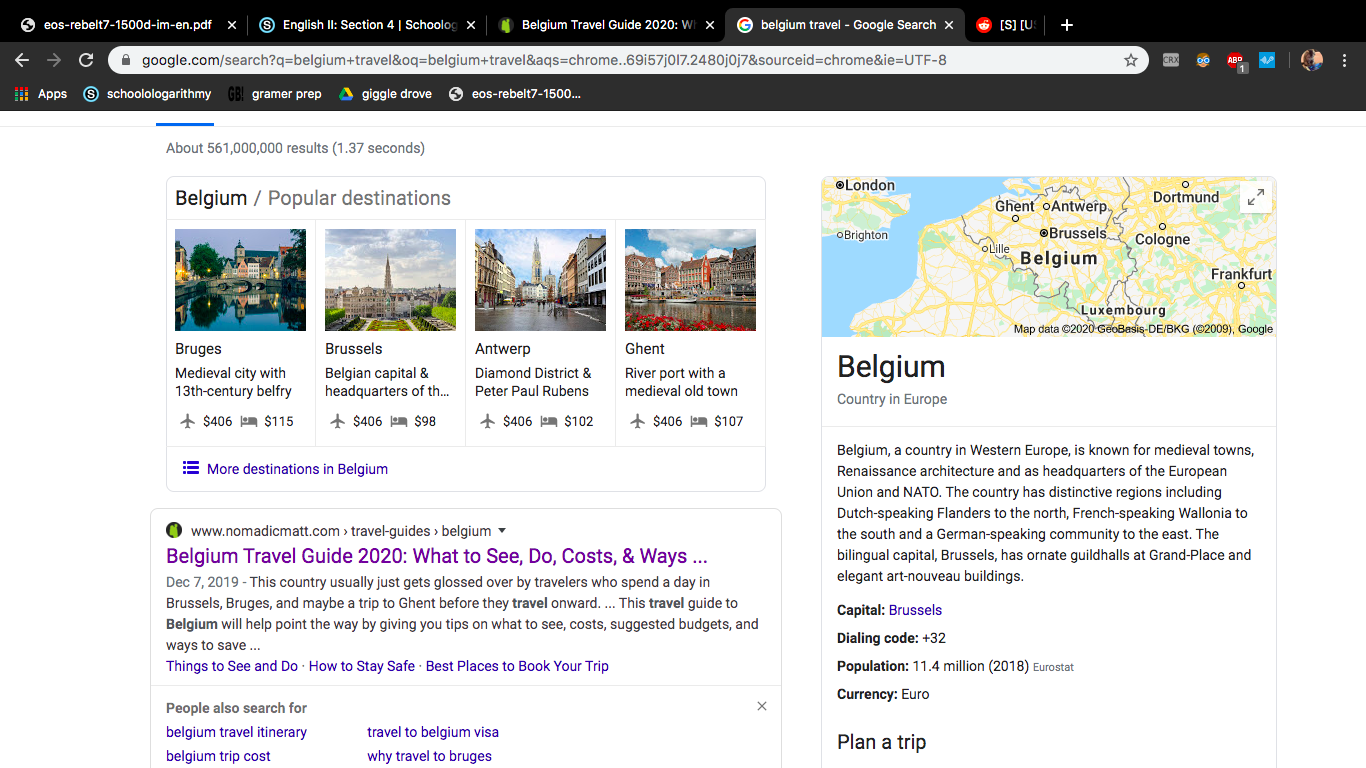 eos-rebelt7-1500d-im-en.pdf
English II: Section 4 | Schoolog
Belgium Travel Guide 2020: Wh
belgium travel - Google Search
[S] [U
google.com/search?q=belgium+travel&oq=belgium+travel&aqs=chrome..69i57j0l7.2480j0j7&sourceid=chrome&ie=UTF-8
CRX
ABP
1
Apps
schoolologarithmy
GB!
gramer prep
giggle drove
eos-rebelt7-1500...
About 561,000,000 results (1.37 seconds)
Belgium / Popular destinations
Bruges
Medieval city with
13th-century belfry
$406 $115
Brussels
Belgian capital &
headquarters of th...
$406 $98
Antwerp
Diamond District &
Peter Paul Rubens
$406 $102
Ghent
River port with a
medieval old town
$406 $107
More destinations in Belgium
www.nomadicmatt.com › travel-guides › belgium
Belgium Travel Guide 2020: What to See, Do, Costs, & Ways ...
Dec 7, 2019 - This country usually just gets glossed over by travelers who spend a day in
Brussels, Bruges, and maybe a trip to Ghent before they travel onward. ... This travel guide to
Belgium will help point the way by giving you tips on what to see, costs, suggested budgets, and
ways to save ...
Things to See and Do · How to Stay Safe · Best Places to Book Your Trip
People also search for
belgium travel itinerary
travel to belgium visa
belgium trip cost
why travel to bruges
London
Dortmund
Ghent
Antwerp
Brighton
Brussels
Cologne
Lille
Belgium
Frankfurt
Luxembourg
Map data ©2020 GeoBasis-DE/BKG (©2009), Google
Belgium
Country in Europe
Belgium, a country in Western Europe, is known for medieval towns,
Renaissance architecture and as headquarters of the European
Union and NATO. The country has distinctive regions including
Dutch-speaking Flanders to the north, French-speaking Wallonia to
the south and a German-speaking community to the east. The
bilingual capital, Brussels, has ornate guildhalls at Grand-Place and
elegant art-nouveau buildings.
Capital: Brussels
Dialing code: +32
Population: 11.4 million (2018) Eurostat
Currency: Euro
Plan a trip